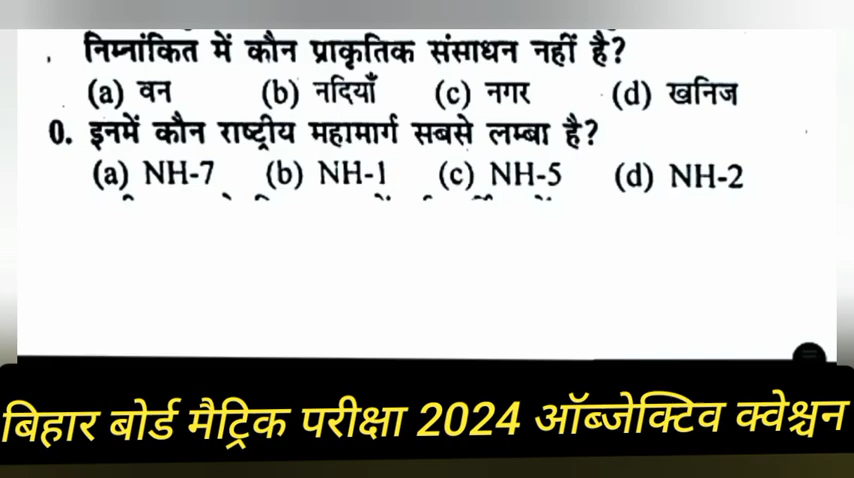 निम्नांकित में कौन प्राकृतिक संसाधन नहीं है?
(a) वन (b) नदियाँ (c) नगर (d) खनिज
0. इनमें कौन राष्ट्रीय महामार्ग सबसे लम्बा है?
(a) NH-7 (b) NH-1 (c) NH-5 (d) NH-2
बिहार बोर्ड मैट्रिक परीक्षा 2024 ऑब्जेक्टिव क्वेश्चन